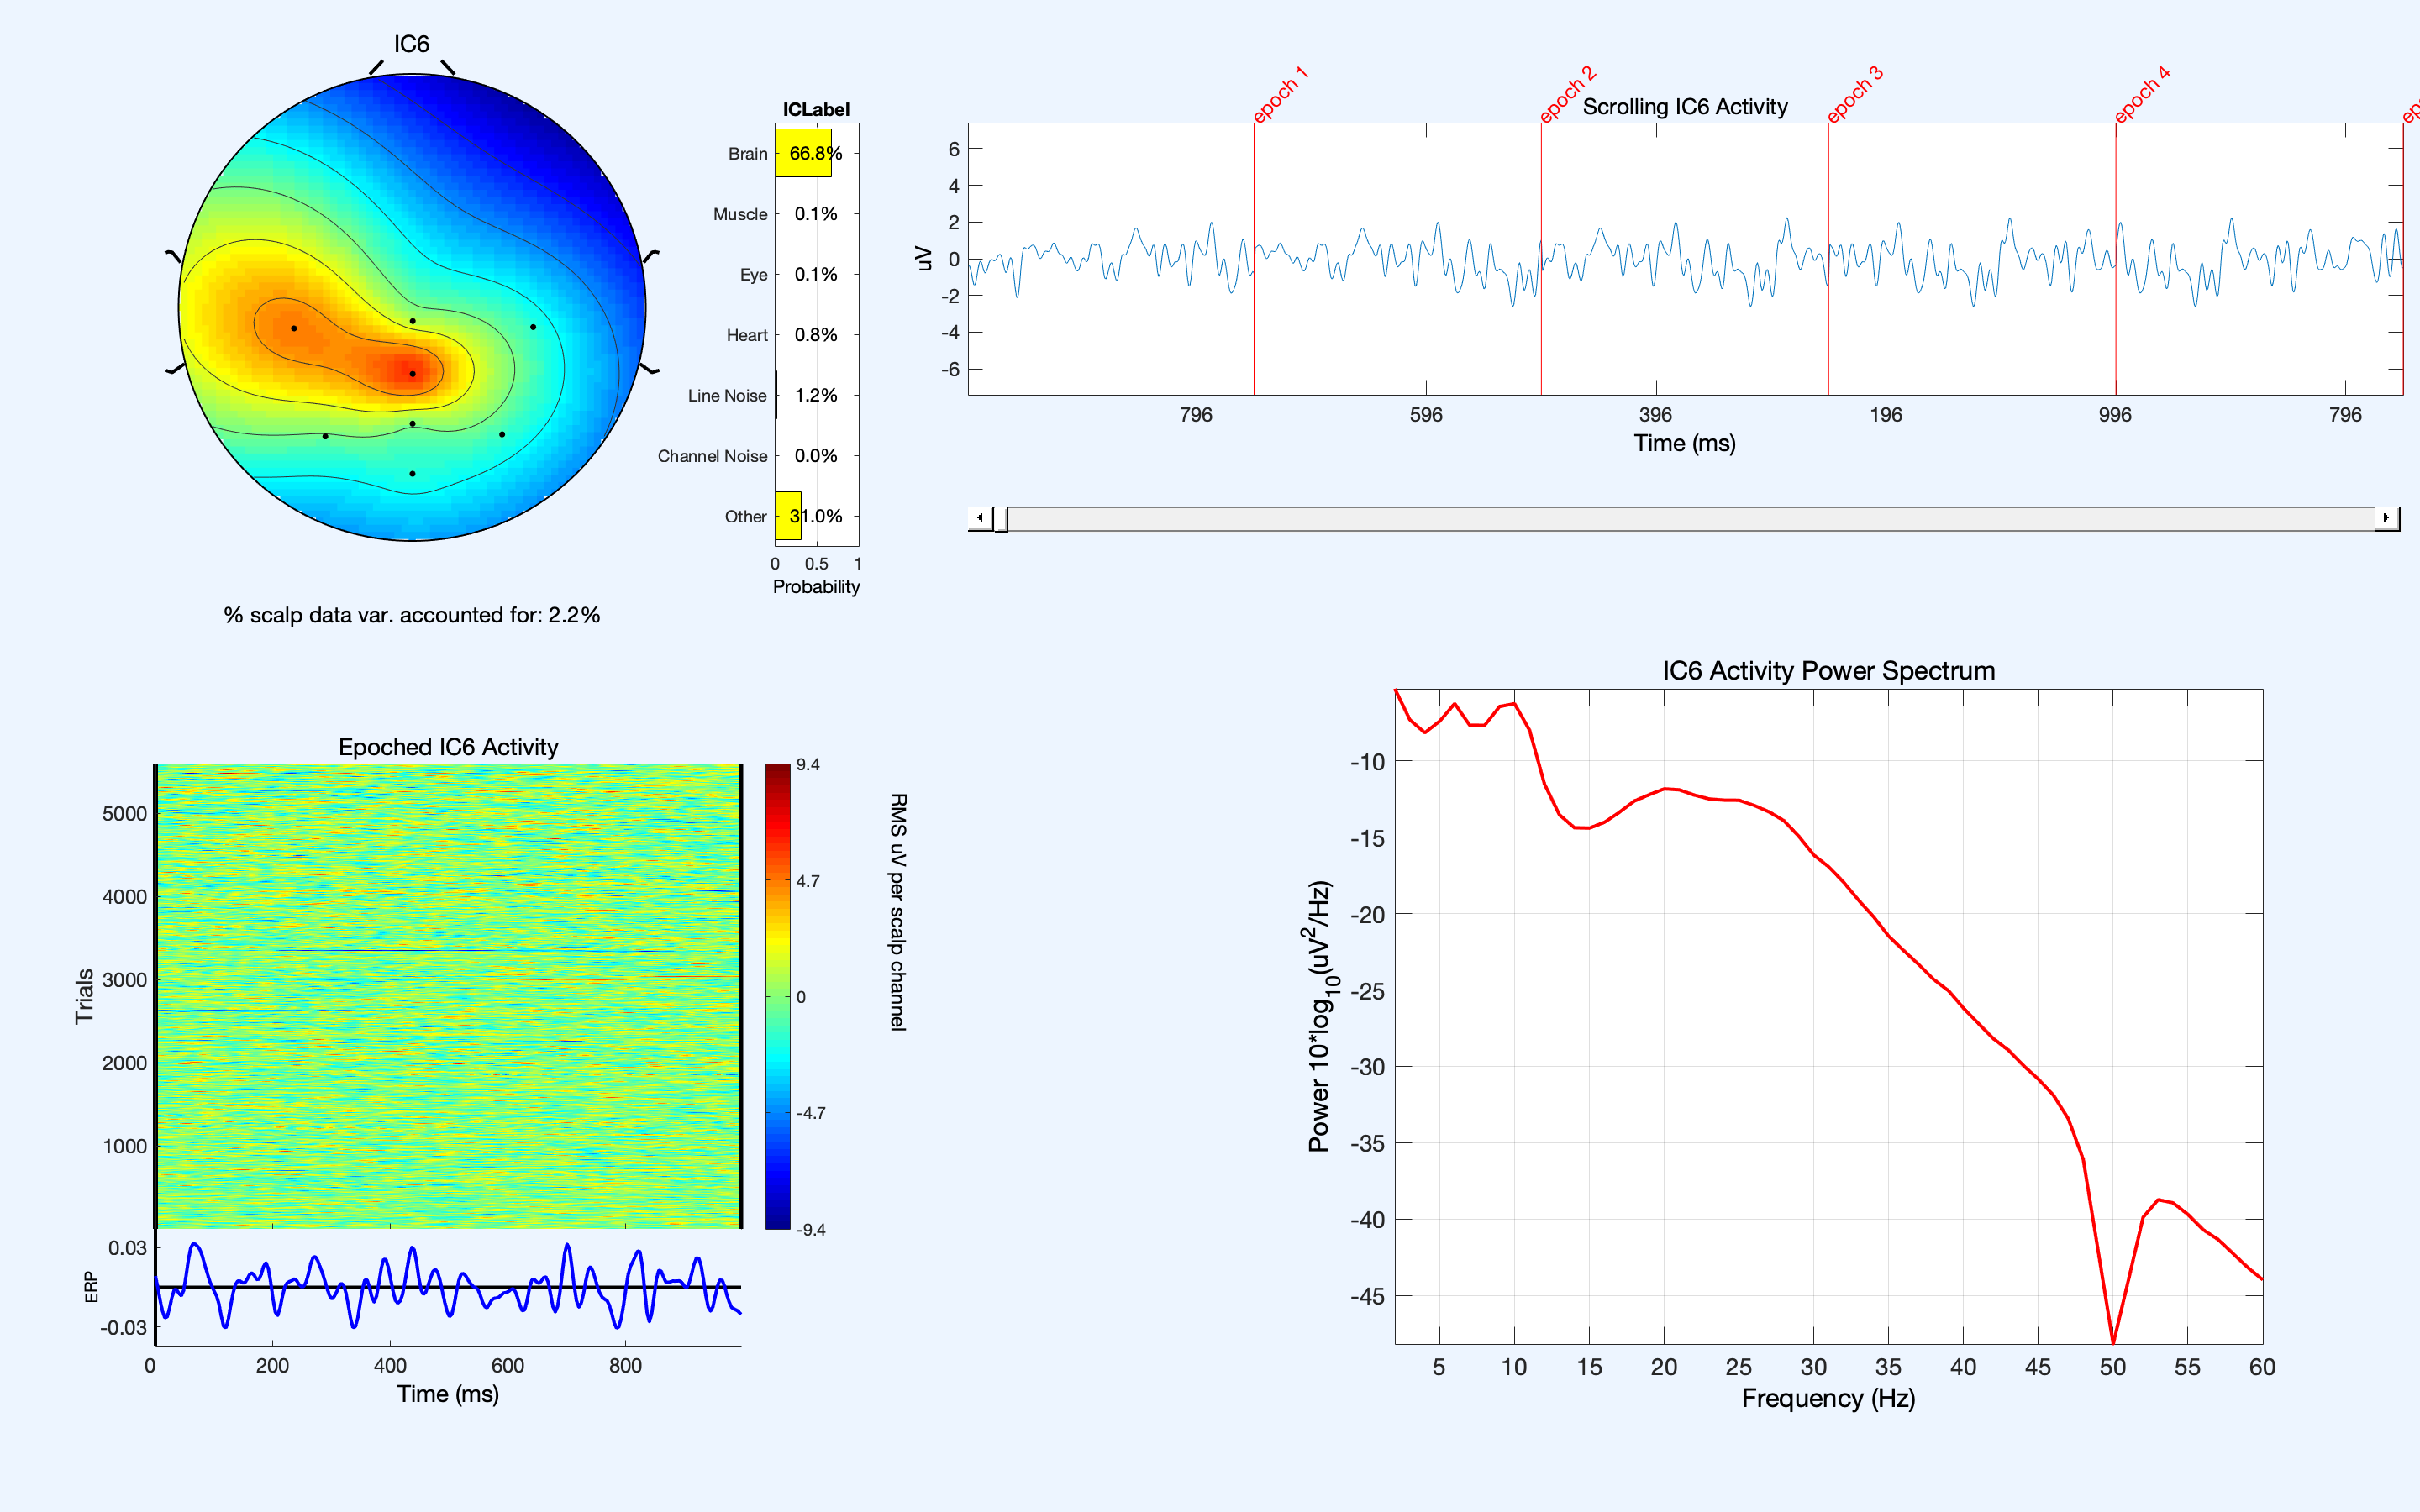 IC6
ICLabel
Brain 66.8%
Muscle 0.1%
Eye 0.1%
Heart 0.8%
Line Noise 1.2%
Channel Noise 0.0%
Other 31.0%
0 0.5 1
Probability
% scalp data var. accounted for: 2.2%
epoch 1 epoch 2 epoch 3 epoch 4
Scrolling IC6 Activity
6
4
2
0
-2
-4
-6
uV
796 596 396 196 996 796
Time (ms)
Epoched IC6 Activity
5000
4000
3000
2000
1000
Trials
9.4
4.7
0
-4.7
-9.4
RMS uV per scalp channel
0.03
-0.03
ERP
0 200 400 600 800
Time (ms)
IC6 Activity Power Spectrum
-10
-15
-20
-25
-30
-35
-40
-45
Power 10*log10(uV2/Hz)
5 10 15 20 25 30 35 40 45 50 55 60
Frequency (Hz)